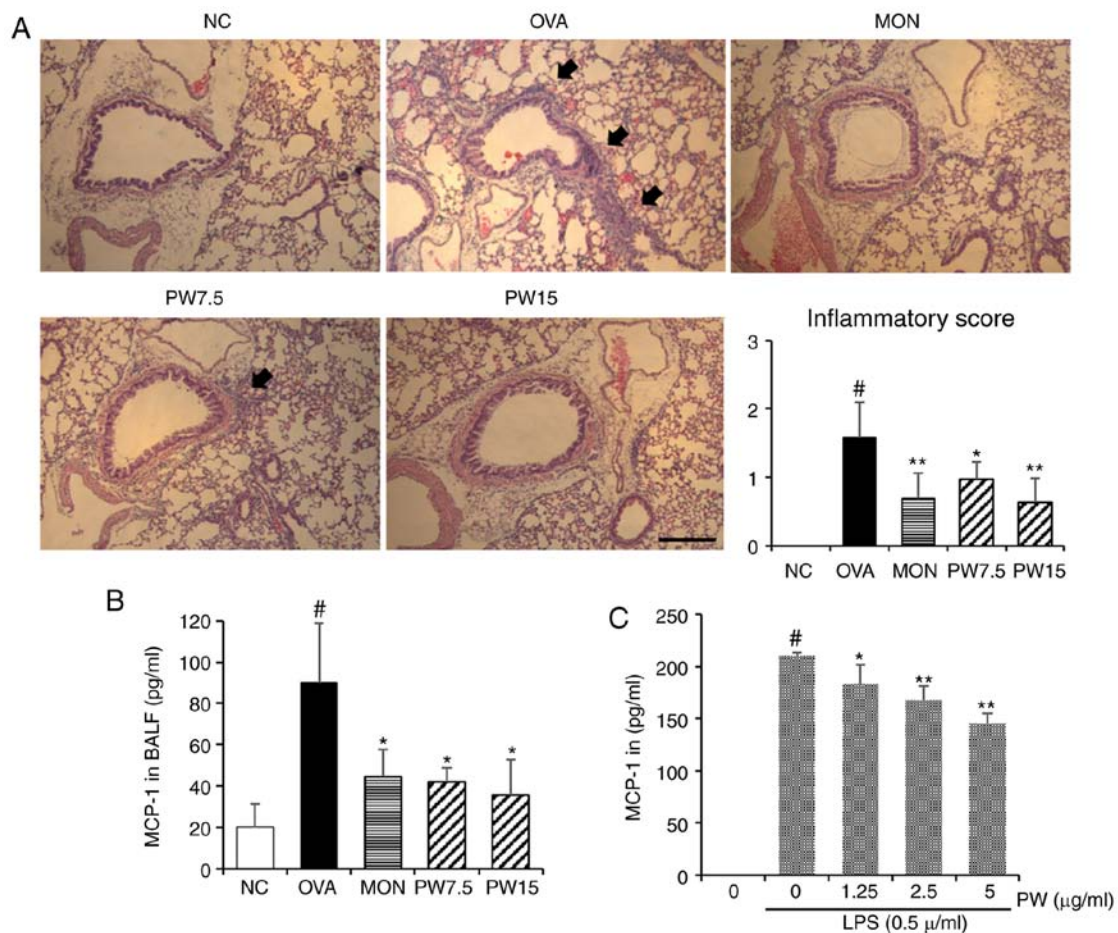 A
NC
OVA
MON
PW7.5
PW15
Inflammatory score
3
2
1
0
#
**
*
**
NC OVA MON PW7.5 PW15
B
MCP-1 in BALF (pg/ml)
120
100
80
60
40
20
0
#
*
*
*
NC OVA MON PW7.5 PW15
C
MCP-1 in (pg/ml)
250
200
150
100
50
0
#
*
**
**
0 0 1.25 2.5 5 PW (µg/ml)
LPS (0.5 µ/ml)